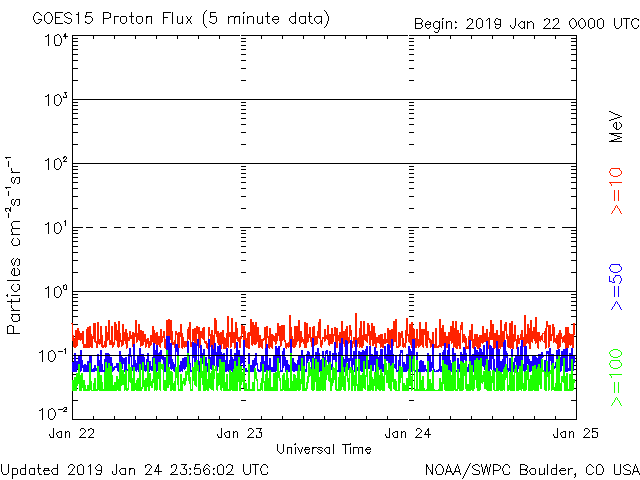 GOES15 Proton Flux (5 minute data)
Begin: 2019 Jan 22 0000 UTC
10⁴
10³
10²
10¹
10⁰
10⁻¹
10⁻²
Particles cm⁻²s⁻¹sr⁻¹
MeV
>=10
>=50
>=100
Jan 22
Jan 23
Jan 24
Jan 25
Universal Time
Updated 2019 Jan 24 23:56:02 UTC
NOAA/SWPC Boulder, CO USA